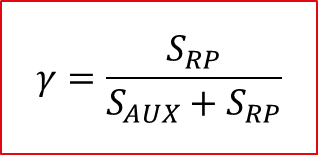 γ = S_RP / (S_AUX + S_RP)